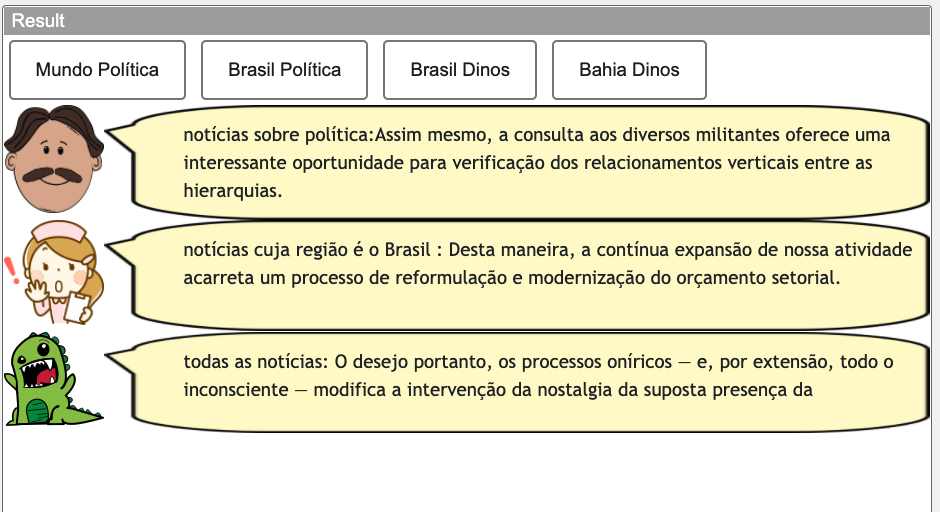 Result
Mundo Política Brasil Política Brasil Dinos Bahia Dinos
notícias sobre política:Assim mesmo, a consulta aos diversos militantes oferece uma
interessante oportunidade para verificação dos relacionamentos verticais entre as
hierarquias.
notícias cuja região é o Brasil : Desta maneira, a contínua expansão de nossa atividade
acarreta um processo de reformulação e modernização do orçamento setorial.
todas as notícias: O desejo portanto, os processos oníricos — e, por extensão, todo o
inconsciente — modifica a intervenção da nostalgia da suposta presença da